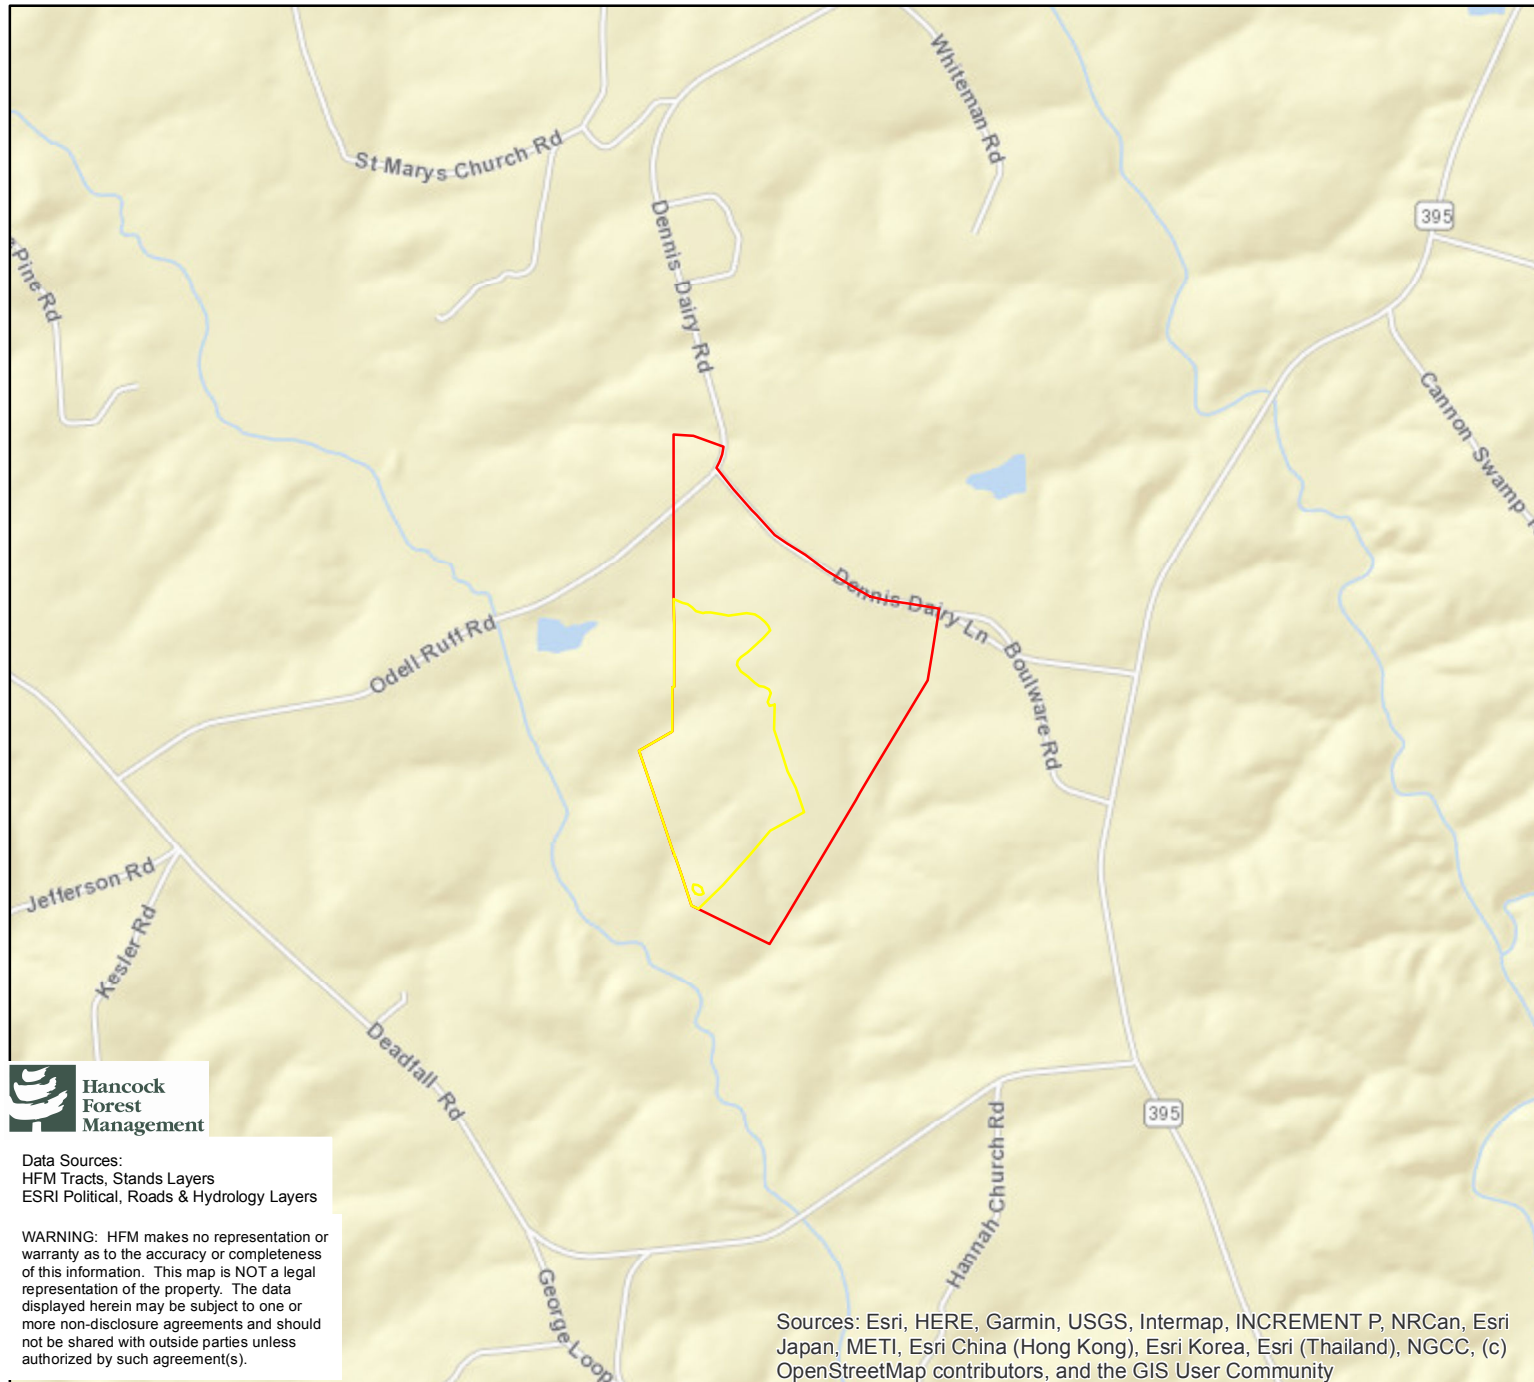 Whiteman Rd
St Marys Church Rd
395
Dennis Dairy Rd
Pine Rd
Cannon Swamp
Dennis Dairy Ln
Odell Ruff Rd
Boulware Rd
Jefferson Rd
Kesler Rd
Deadfall Rd
395
Hannah Church Rd
George Loop
Hancock
Forest
Management
Data Sources:
HFM Tracts, Stands Layers
ESRI Political, Roads & Hydrology Layers
WARNING: HFM makes no representation or
warranty as to the accuracy or completeness
of this information. This map is NOT a legal
representation of the property. The data
displayed herein may be subject to one or
more non-disclosure agreements and should
not be shared with outside parties unless
authorized by such agreement(s).
Sources: Esri, HERE, Garmin, USGS, Intermap, INCREMENT P, NRCan, Esri
Japan, METI, Esri China (Hong Kong), Esri Korea, Esri (Thailand), NGCC, (c)
OpenStreetMap contributors, and the GIS User Community